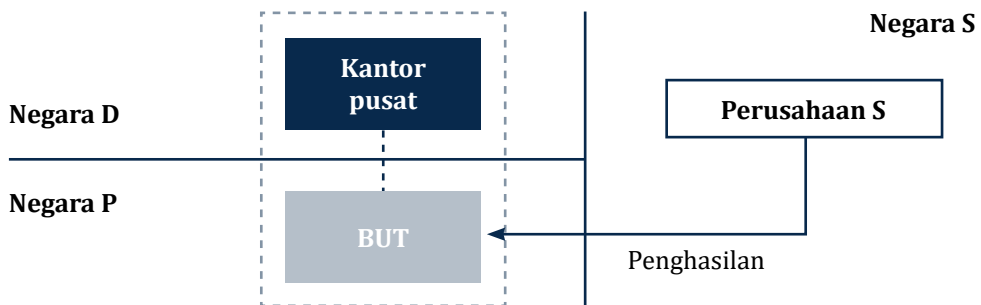 Negara S
Kantor
pusat
Negara D
Perusahaan S
Negara P
BUT
Penghasilan